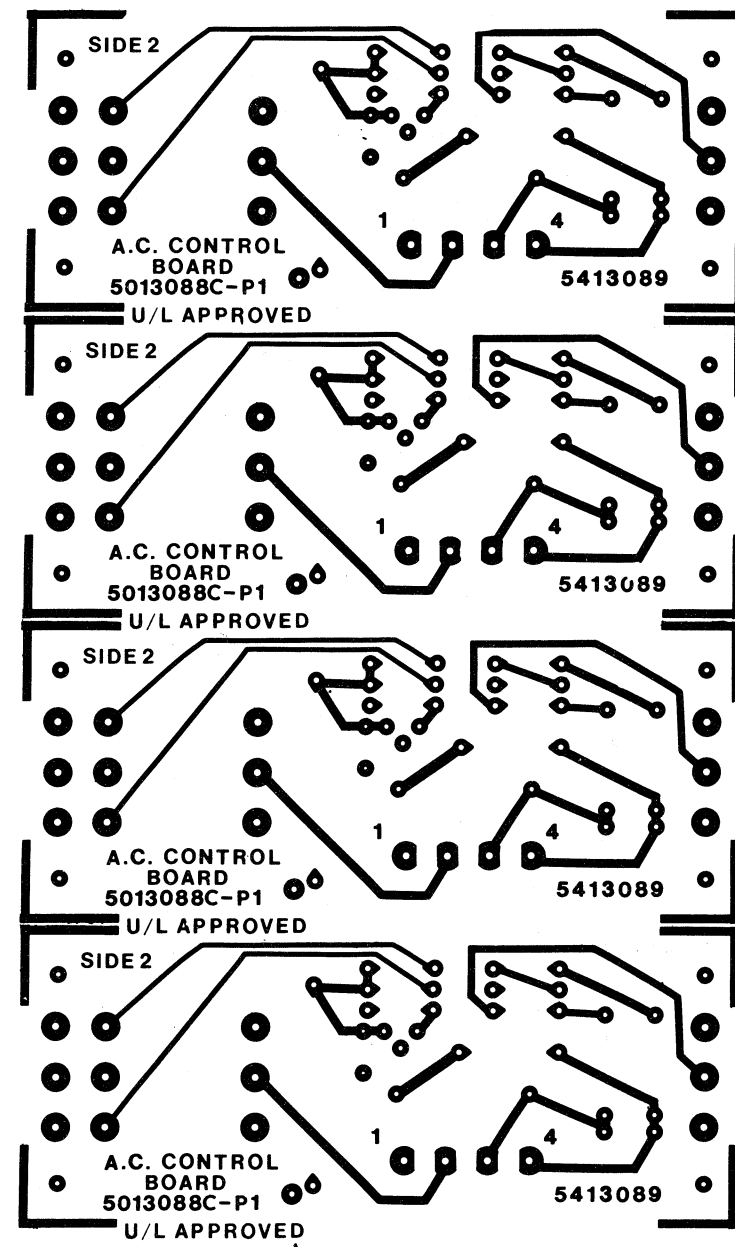 SIDE 2
1
4
A.C. CONTROL
BOARD
5013088C-P1
5413089
U/L APPROVED
SIDE 2
1
4
A.C. CONTROL
BOARD
5013088C-P1
5413089
U/L APPROVED
SIDE 2
1
4
A.C. CONTROL
BOARD
5013088C-P1
5413089
U/L APPROVED
SIDE 2
1
4
A.C. CONTROL
BOARD
5013088C-P1
5413089
U/L APPROVED